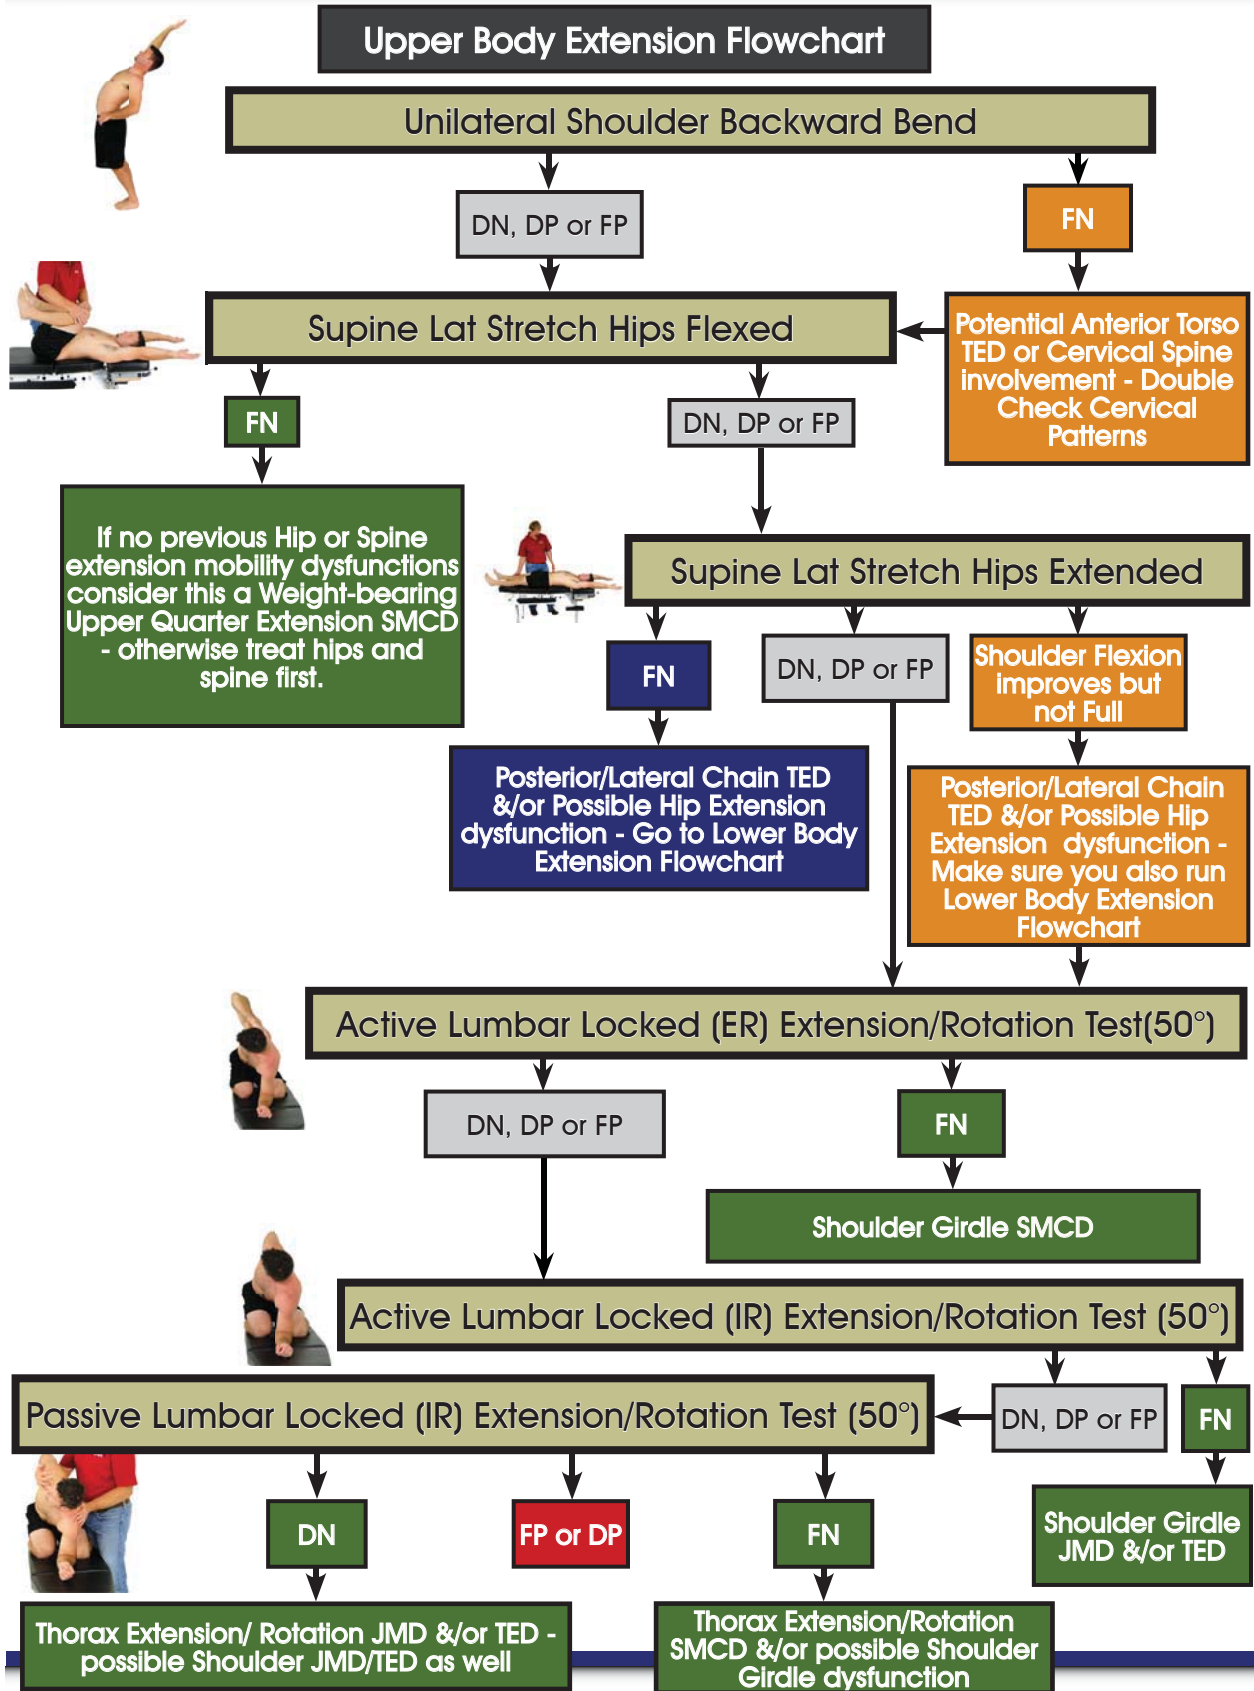 Upper Body Extension Flowchart
Unilateral Shoulder Backward Bend
DN, DP or FP
FN
Supine Lat Stretch Hips Flexed
Potential Anterior Torso
TED or Cervical Spine
involvement - Double
Check Cervical
Patterns
FN
DN, DP or FP
If no previous Hip or Spine
extension mobility dysfunctions
consider this a Weight-bearing
Upper Quarter Extension SMCD
- otherwise treat hips and
spine first.
Supine Lat Stretch Hips Extended
FN
DN, DP or FP
Shoulder Flexion
improves but
not Full
Posterior/Lateral Chain TED
&/or Possible Hip Extension
dysfunction - Go to Lower Body
Extension Flowchart
Posterior/Lateral Chain
TED &/or Possible Hip
Extension dysfunction -
Make sure you also run
Lower Body Extension
Flowchart
Active Lumbar Locked (ER) Extension/Rotation Test(50°)
DN, DP or FP
FN
Shoulder Girdle SMCD
Active Lumbar Locked (IR) Extension/Rotation Test (50°)
Passive Lumbar Locked (IR) Extension/Rotation Test (50°)
DN, DP or FP
FN
DN
FP or DP
FN
Shoulder Girdle
JMD &/or TED
Thorax Extension/ Rotation JMD &/or TED -
possible Shoulder JMD/TED as well
Thorax Extension/Rotation
SMCD &/or possible Shoulder
Girdle dysfunction